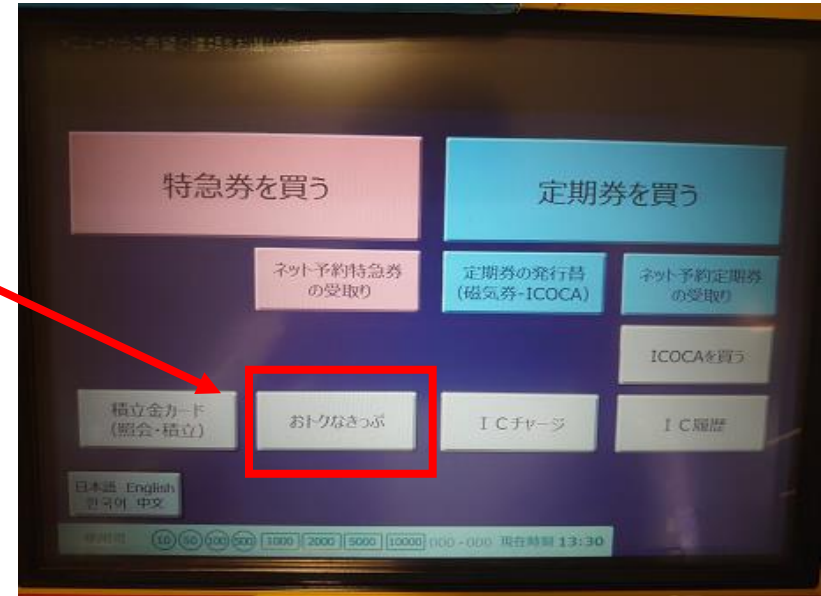 特急券を買う
定期券を買う
ネット予約特急券
の受取り
定期券の発行替
(磁気券・ICOCA)
ネット予約定期券
の受取り
ICOCAを買う
積立金カード
(照会・積立)
おトクなきっぷ
ICチャージ
IC履歴
日本語 English
한국어 中文
使用可 10 50 100 500 1000 2000 5000 10000 000-000 現在時刻 13:30